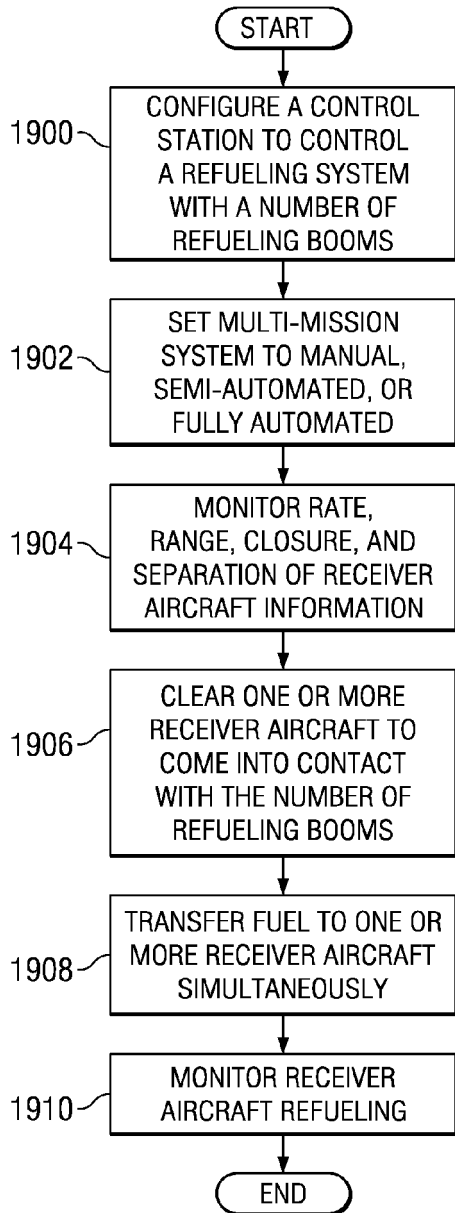 START
1900
CONFIGURE A CONTROL
STATION TO CONTROL
A REFUELING SYSTEM
WITH A NUMBER OF
REFUELING BOOMS
1902
SET MULTI-MISSION
SYSTEM TO MANUAL,
SEMI-AUTOMATED, OR
FULLY AUTOMATED
1904
MONITOR RATE,
RANGE, CLOSURE, AND
SEPARATION OF RECEIVER
AIRCRAFT INFORMATION
1906
CLEAR ONE OR MORE
RECEIVER AIRCRAFT TO
COME INTO CONTACT
WITH THE NUMBER OF
REFUELING BOOMS
1908
TRANSFER FUEL TO ONE OR
MORE RECEIVER AIRCRAFT
SIMULTANEOUSLY
1910
MONITOR RECEIVER
AIRCRAFT REFUELING
END